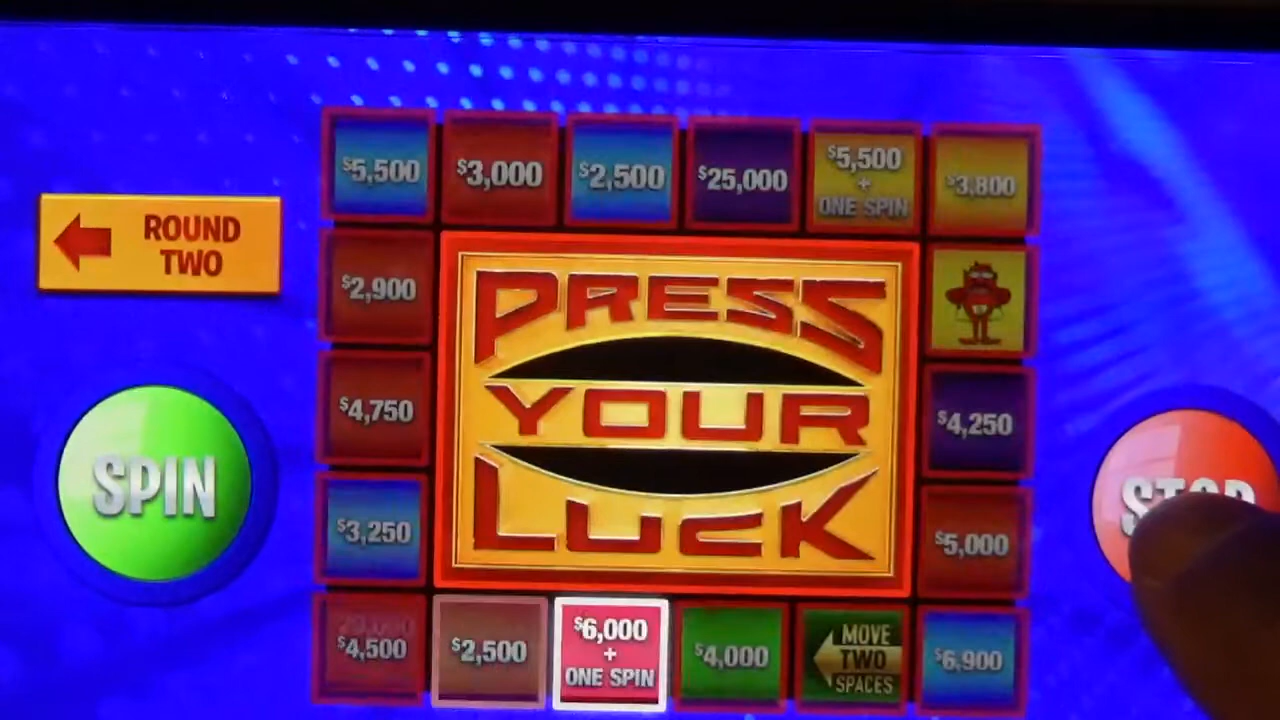 $5,500
$3,000
$2,500
$25,000
$5,500
+
ONE SPIN
$3,800
ROUND
TWO
$2,900
PRESS
YOUR
LUCK
$4,750
$4,250
SPIN
STOP
$3,250
$5,000
$4,500
$2,500
$6,000
+
ONE SPIN
$4,000
MOVE
TWO
SPACES
$6,900